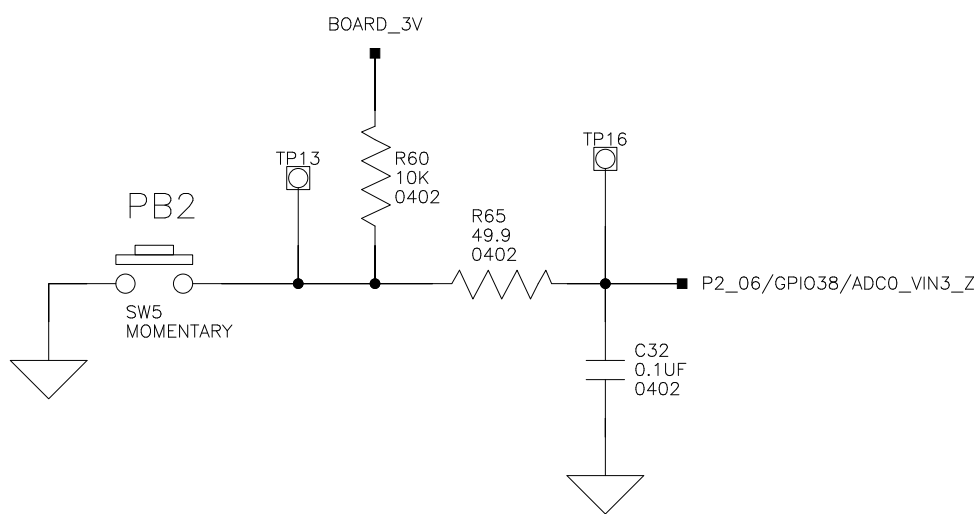 BOARD_3V
TP13
R60
10K
0402
TP16
PB2
R65
49.9
0402
P2_06/GPIO38/ADC0_VIN3_Z
SW5
MOMENTARY
C32
0.1UF
0402